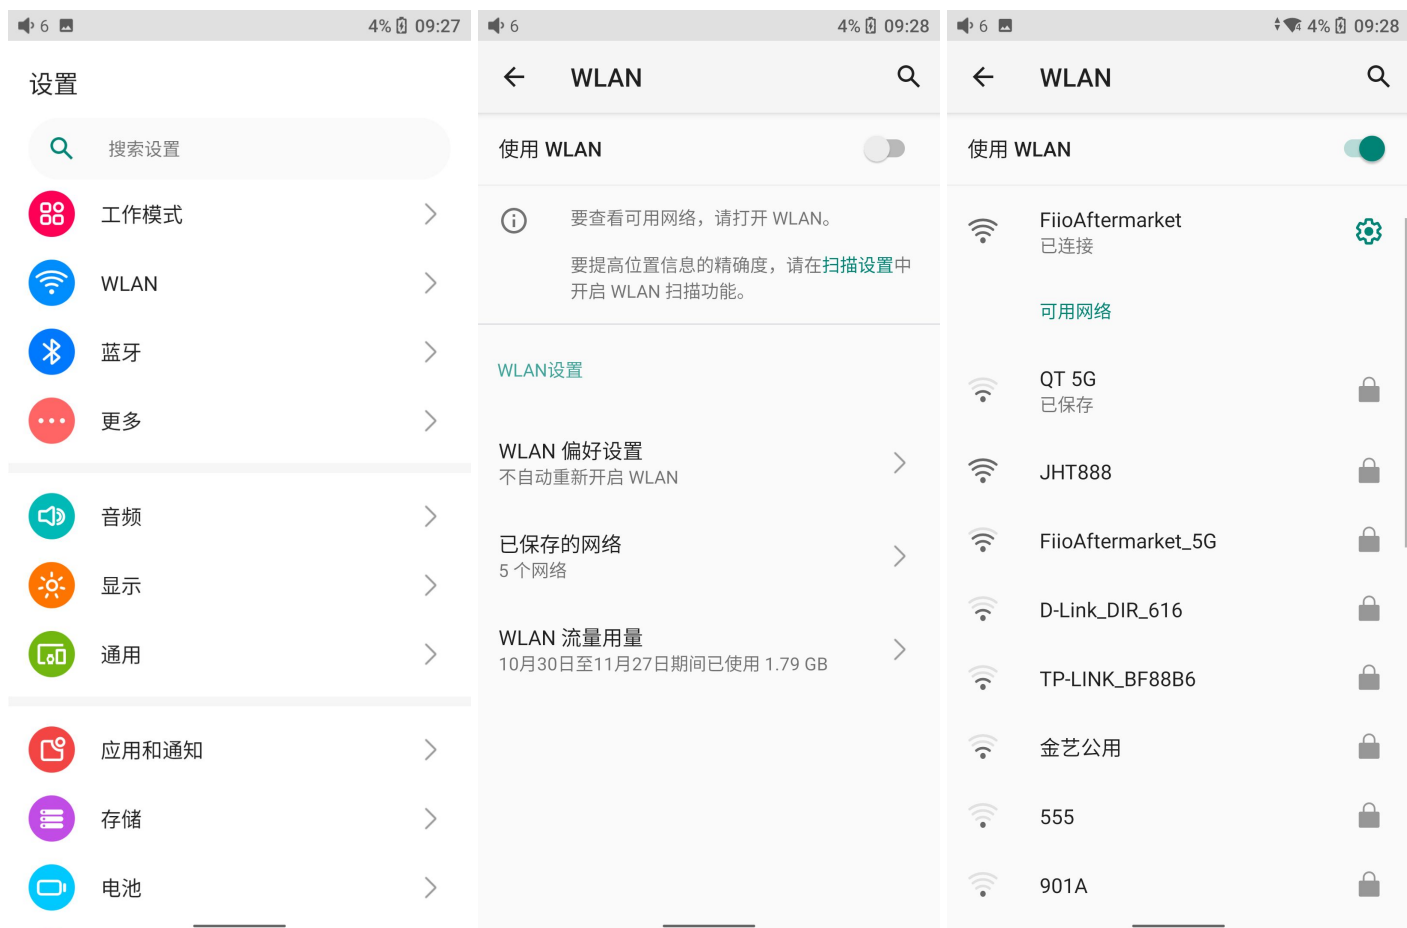 6
4% 09:27
设置
搜索设置
工作模式
WLAN
蓝牙
更多
音频
显示
通用
应用和通知
存储
电池
6
4% 09:28
WLAN
使用 WLAN
要查看可用网络，请打开 WLAN。
要提高位置信息的精确度，请在扫描设置中
开启 WLAN 扫描功能。
WLAN设置
WLAN 偏好设置
不自动重新开启 WLAN
已保存的网络
5 个网络
WLAN 流量用量
10月30日至11月27日期间已使用 1.79 GB
6
4 4% 09:28
WLAN
使用 WLAN
FiioAftermarket
已连接
可用网络
QT 5G
已保存
JHT888
FiioAftermarket_5G
D-Link_DIR_616
TP-LINK_BF88B6
金艺公用
555
901A